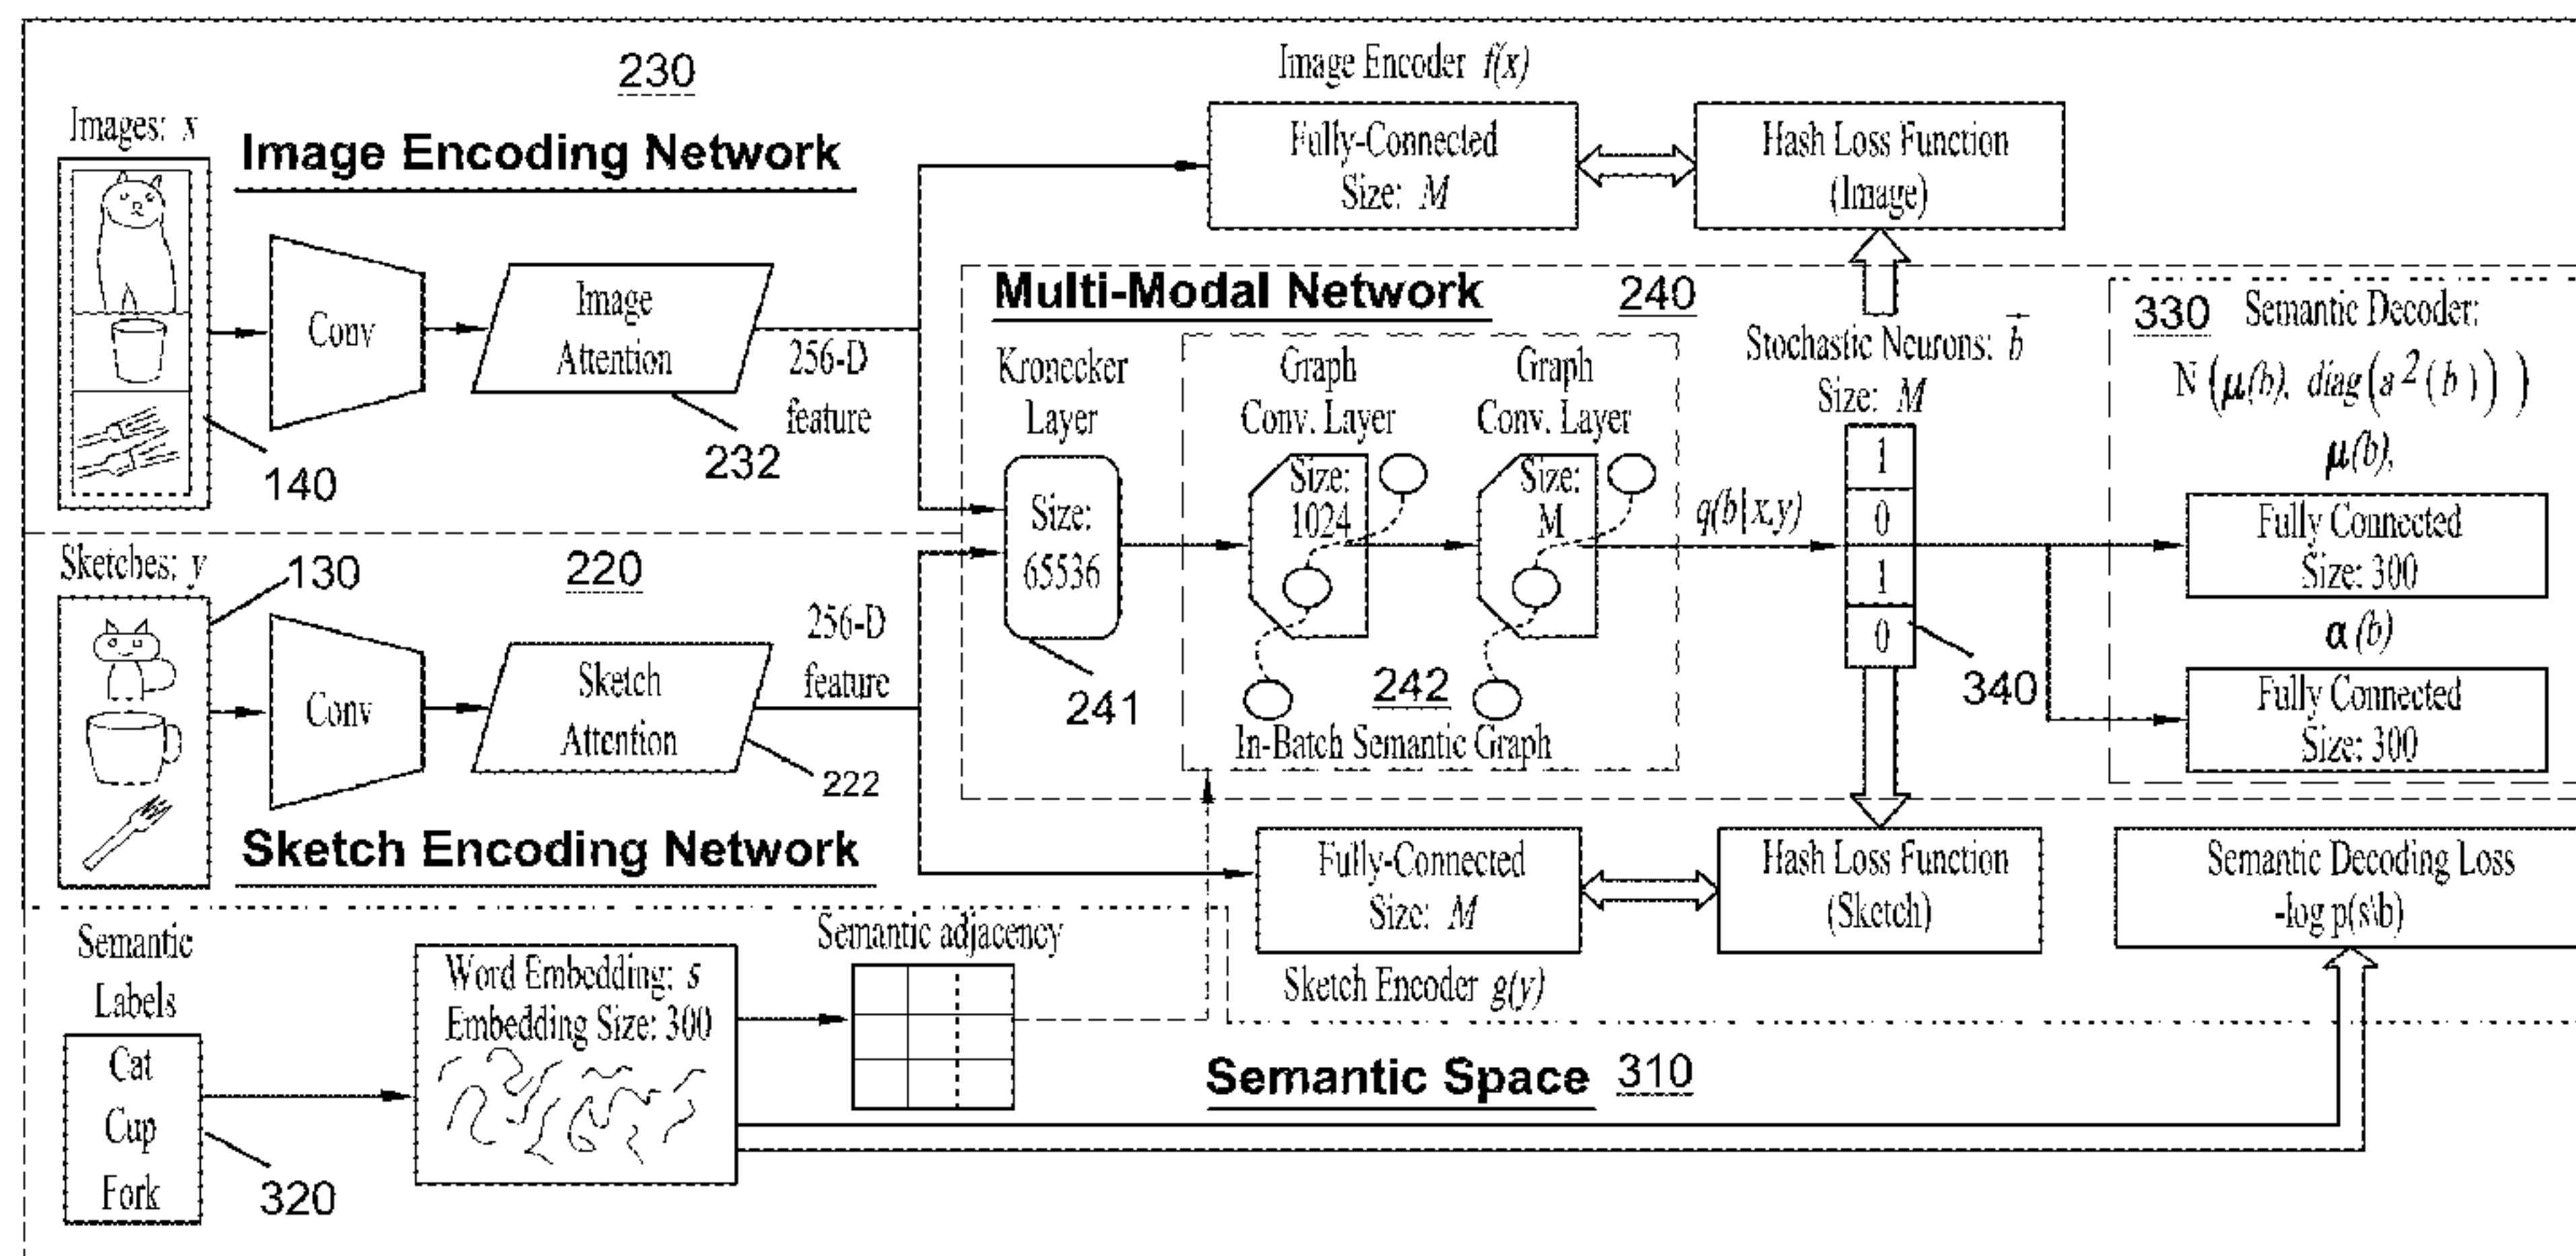 230
Image Encoder f(x)
Images: x
Image Encoding Network
Fully-Connected
Size: M
Hash Loss Function
(Image)
Conv
Image
Attention
256-D
feature
232
140
Multi-Modal Network
240
Kronecker
Layer
Size:
65536
241
Graph
Conv. Layer
Size:
1024
Graph
Conv. Layer
Size:
M
242
In-Batch Semantic Graph
q(b|x,y)
Stochastic Neurons: b
Size: M
1
0
1
0
340
330
Semantic Decoder:
N(μ(b), diag(a²(b)))
μ(b),
Fully Connected
Size: 300
α(b)
Fully Connected
Size: 300
Sketches: y
130
220
Conv
Sketch
Attention
256-D
feature
222
Sketch Encoding Network
Fully-Connected
Size: M
Sketch Encoder g(y)
Hash Loss Function
(Sketch)
Semantic Decoding Loss
-log p(s\b)
Semantic
Labels
Cat
Cup
Fork
320
Word Embedding: s
Embedding Size: 300
Semantic adjacency
Semantic Space
310